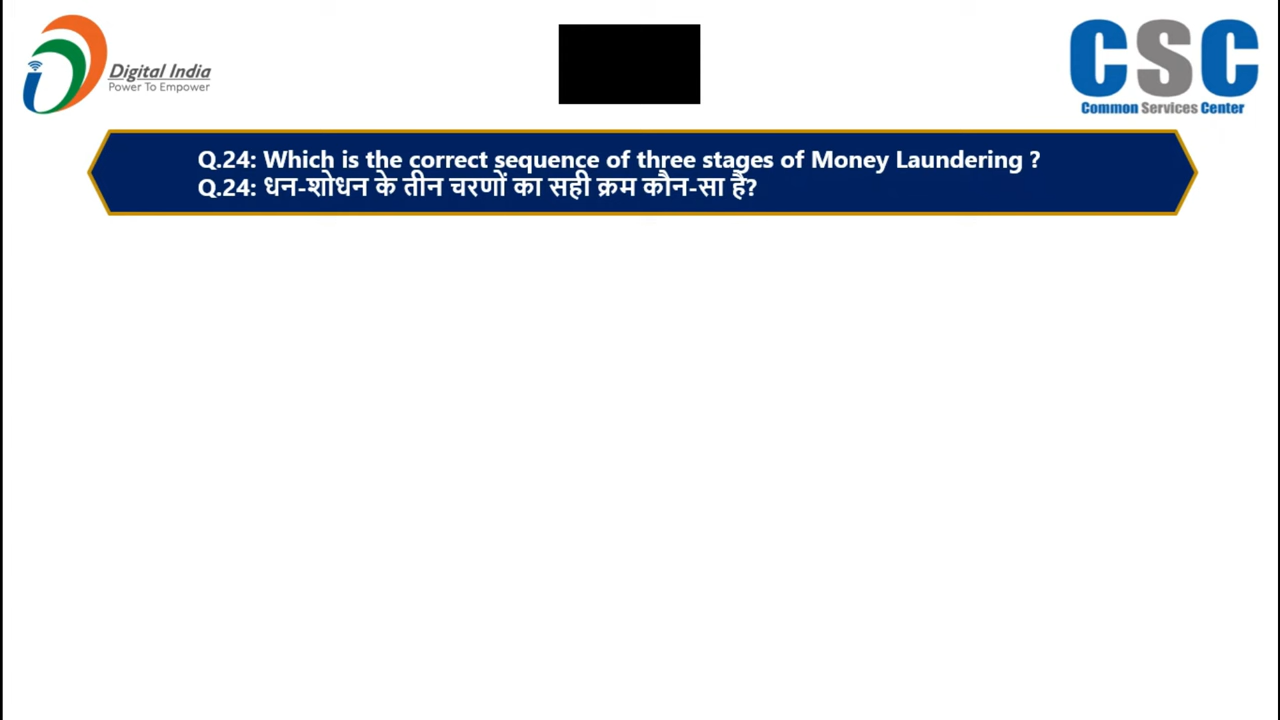 Digital India
Power To Empower
CSC
Common Services Center
Q.24: Which is the correct sequence of three stages of Money Laundering ?
Q.24: धन-शोधन के तीन चरणों का सही क्रम कौन-सा है?